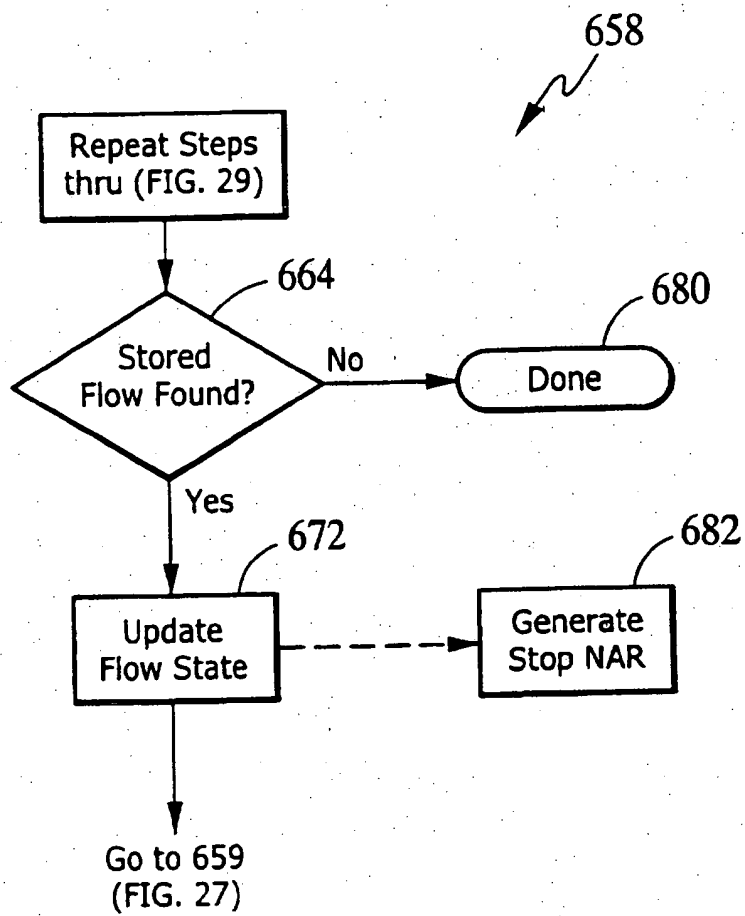 658
Repeat Steps
thru (FIG. 29)
664
Stored
Flow Found?
No
680
Done
Yes
672
Update
Flow State
682
Generate
Stop NAR
Go to 659
(FIG. 27)